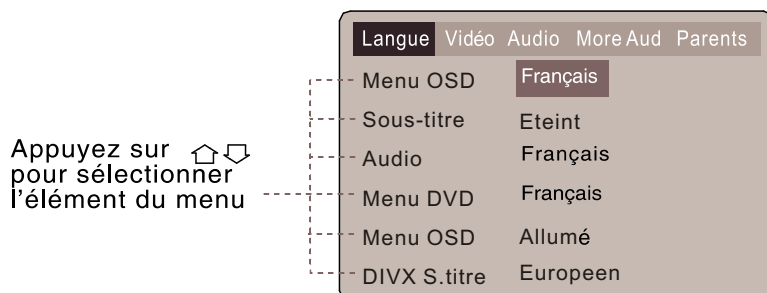 Langue Vidéo Audio More Aud Parents
Menu OSD Français
Sous-titre Eteint
Audio Français
Menu DVD Français
Menu OSD Allumé
DIVX S.titre Europeen
Appuyez sur
pour sélectionner
l'élément du menu